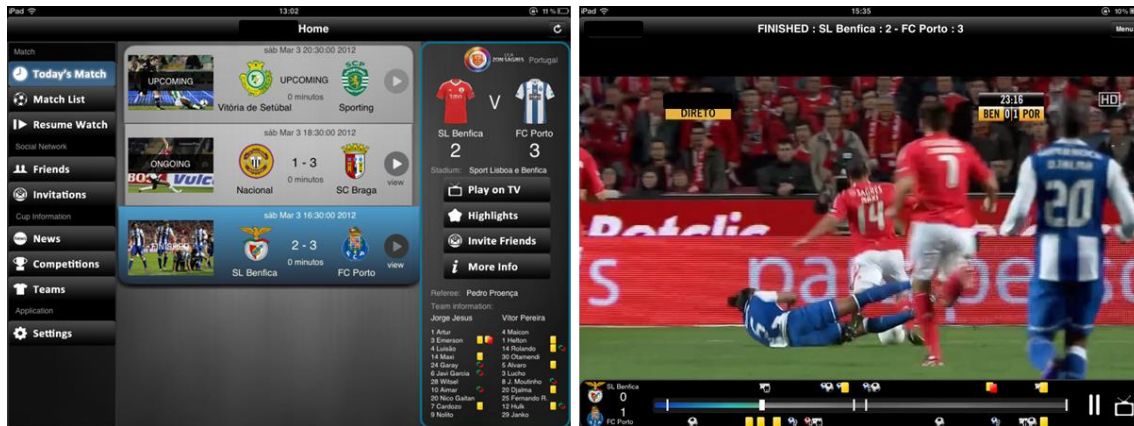 iPad
13:02
11 %
Home
Match
Today's Match
Match List
Resume Watch
Social Network
Friends
Invitations
Cup Information
News
Competitions
Teams
Application
Settings
sáb Mar 3 20:30:00 2012
UPCOMING
UPCOMING
0 minutos
Vitória de Setúbal
Sporting
sáb Mar 3 18:30:00 2012
ONGOING
1 - 3
0 minutos
Nacional
SC Braga
view
sáb Mar 3 16:30:00 2012
FINISHED
2 - 3
0 minutos
SL Benfica
FC Porto
view
LIGA
ZON SAGRES
Portugal
V
SL Benfica
FC Porto
2
3
Stadium: Sport Lisboa e Benfica
Play on TV
Highlights
Invite Friends
More Info
Referee: Pedro Proença
Team information:
Jorge Jesus
Vitor Pereira
1 Artur
4 Maicon
3 Emerson
1 Helton
4 Luisão
14 Rolando
14 Maxi
30 Otamendi
24 Garay
5 Alvaro
6 Javi Garcia
3 Lucho
28 Witsel
8 J. Moutinho
10 Aimar
20 Djalma
20 Nico Gaitan
25 Fernando R.
7 Cardozo
12 Hulk
9 Nolito
29 Janko
iPad
15:35
10%
FINISHED : SL Benfica : 2 - FC Porto : 3
Menu
DIRETO
23:16
BEN 0 1 POR
HD
SAGRES
14
7
DJALMA
20
SL Benfica
0
1
FC Porto